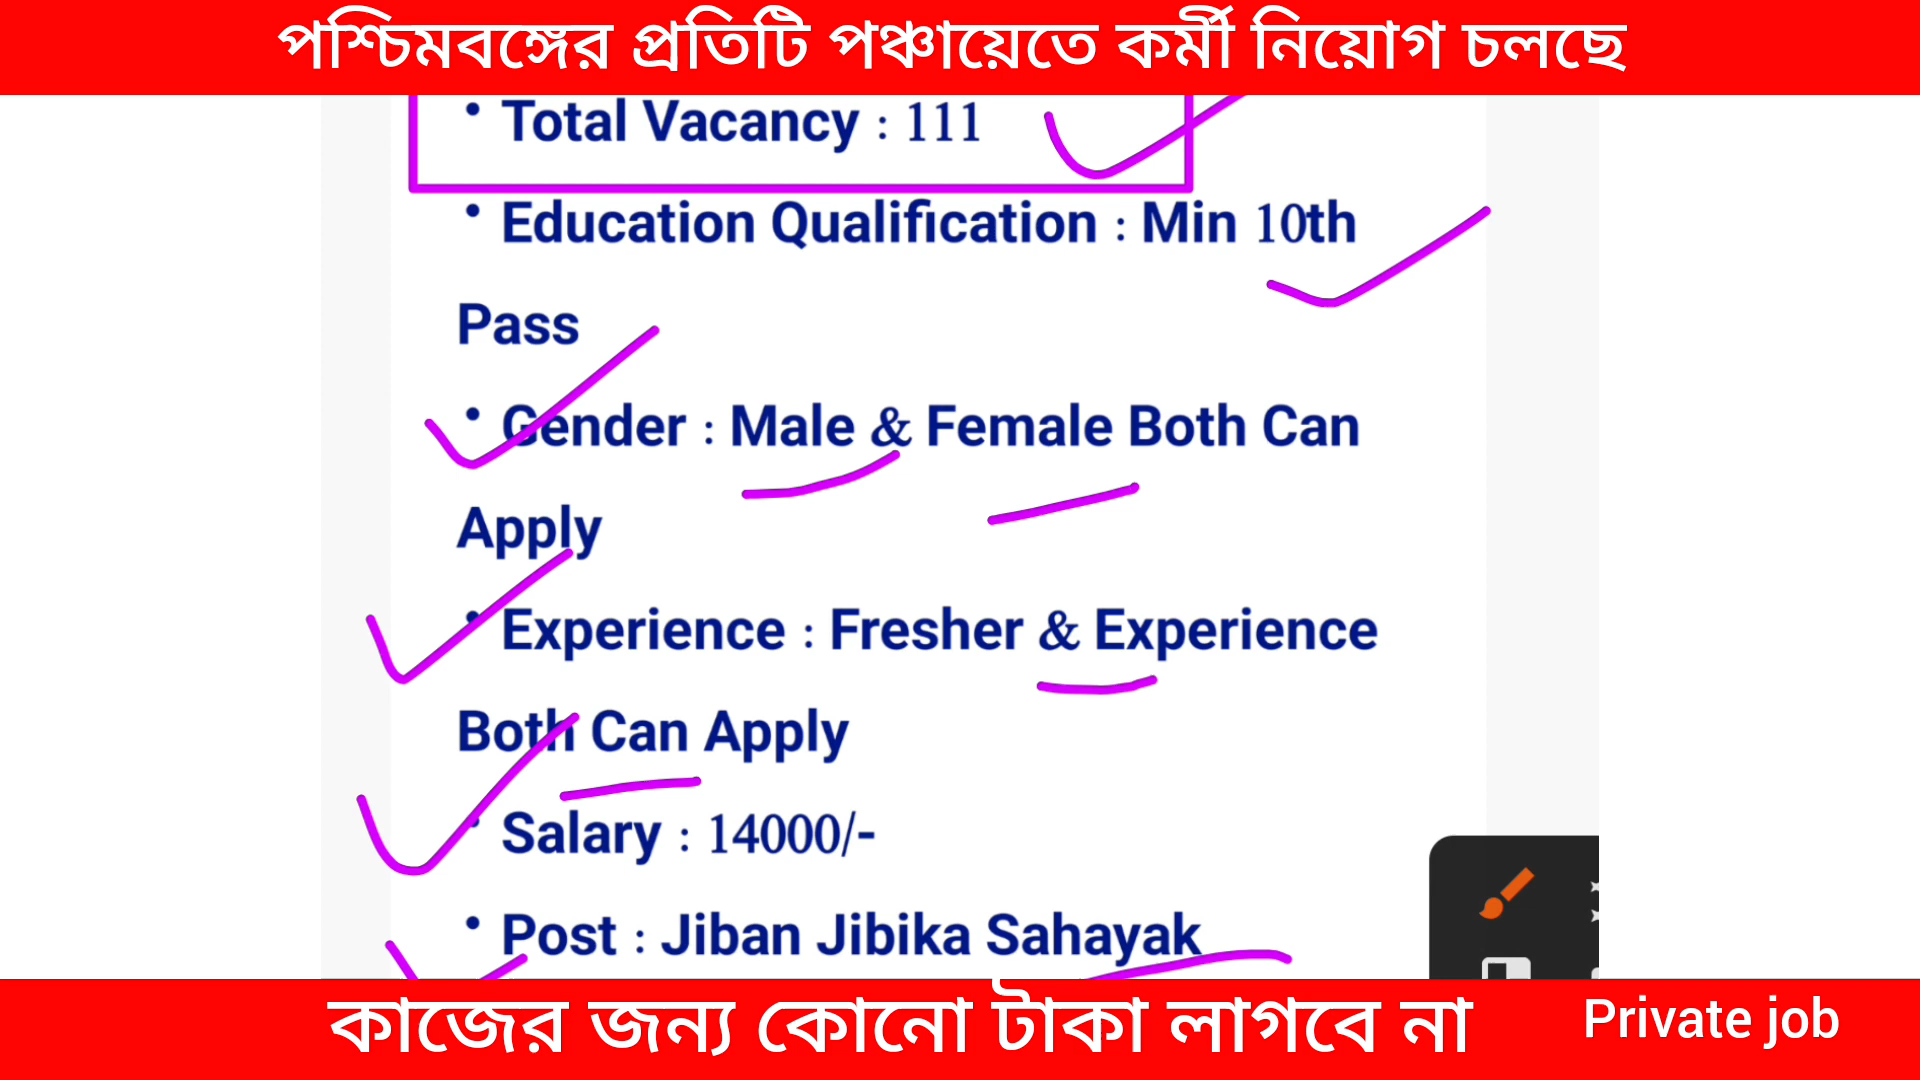 পশ্চিমবঙ্গের প্রতিটি পঞ্চায়েতে কর্মী নিয়োগ চলছে
• Total Vacancy : 111
• Education Qualification : Min 10th
Pass
• Gender : Male & Female Both Can
Apply
• Experience : Fresher & Experience
Both Can Apply
• Salary : 14000/-
• Post : Jiban Jibika Sahayak
কাজের জন্য কোনো টাকা লাগবে না
Private job